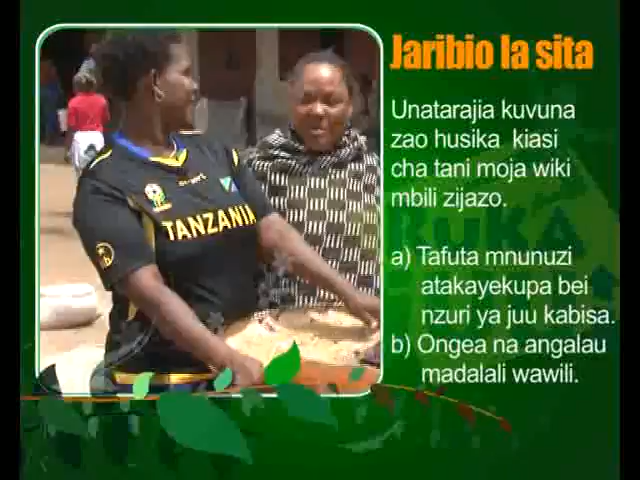 Jaribio la sita
Unatarajia kuvuna
zao husika kiasi
cha tani moja wiki
mbili zijazo.
a) Tafuta mnunuzi
atakayekupa bei
nzuri ya juu kabisa.
b) Ongea na angalau
madalali wawili.
TANZANIA
RUKA